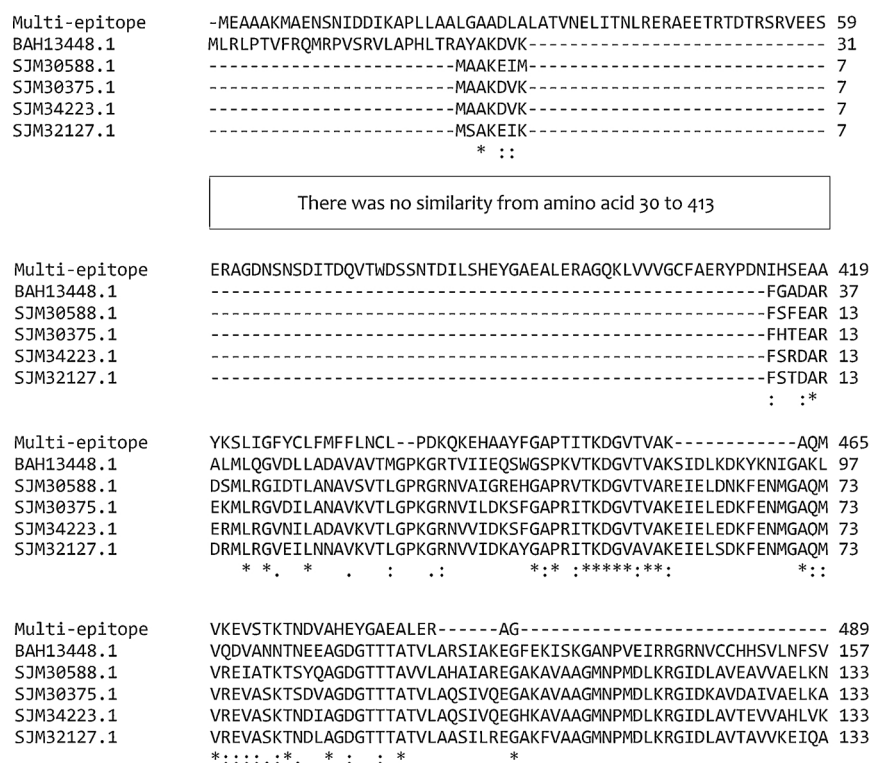 Multi-epitope -MEAAAKMAENSNIDDIKAPLLAALGAADLALATVNELITNLRERAEETRTDTRSRVEES 59
BAH13448.1 MLRLPTVFRQMRPVSRVLAPHLTRAYAKDVK----------------------------- 31
SJM30588.1 ------------------------MAAKEIM----------------------------- 7
SJM30375.1 ------------------------MAAKDVK----------------------------- 7
SJM34223.1 ------------------------MAAKDVK----------------------------- 7
SJM32127.1 ------------------------MSAKEIK----------------------------- 7
* ::
There was no similarity from amino acid 30 to 413
Multi-epitope ERAGDNSNSDITDQVTWDSSNTDILSHEYGAEALERAGQKLVVVGCFAERYPDNIHSEAA 419
BAH13448.1 ------------------------------------------------------FGADAR 37
SJM30588.1 ------------------------------------------------------FSFEAR 13
SJM30375.1 ------------------------------------------------------FHTEAR 13
SJM34223.1 ------------------------------------------------------FSRDAR 13
SJM32127.1 ------------------------------------------------------FSTDAR 13
:  :*
Multi-epitope YKSLIGFYCLFMFFLNCL--PDKQKEHAAYFGAPTITKDGVTVAK------------AQM 465
BAH13448.1 ALMLQGVDLLADAVAVTMGPKGRTVIIEQSWGSPKVTKDGVTVAKSIDLKDKYKNIGAKL 97
SJM30588.1 DSMLRGIDTLANAVSVTLGPRGRNVAIGREHGAPRVTKDGVTVAREIELDNKFENMGAQM 73
SJM30375.1 EKMLRGVDILANAVKVTLGPKGRNVILDKSFGAPRITKDGVTVAKEIELEDKFENMGAQM 73
SJM34223.1 ERMLRGVNILADAVKVTLGPKGRNVVIDKSFGAPRITKDGVTVAKEIELSDKFENMGAQM 73
SJM32127.1 DRMLRGVEILNNAVKVTLGPKGRNVVIDKAYGAPRITKDGVAVAKEIELSDKFENMGAQM 73
* *.  *   .   :   .:        *:* :*****:**:            *::
Multi-epitope VKEVSTKTNDVAHEYGAEALER------AG------------------------------ 489
BAH13448.1 VQDVANNTNEEAGDGTTTATVLARSIAKEGFEKISKGANPVEIRRGRNVCCHHSVLNFSV 157
SJM30588.1 VREIATKTSYQAGDGTTTAAVLAHAIAREGAKAVAAGMNPMDLKRGIDLAVEAVVAELKN 133
SJM30375.1 VREVASKTSDVAGDGTTTATVLAQSIVQEGAKAVAAGMNPMDLKRGIDKAVDAIVAELKA 133
SJM34223.1 VREVASKTNDIAGDGTTTATVLAQSIVQEGHKAVAAGMNPMDLKRGIDLAVTEVVAHLVK 133
SJM32127.1 VREVASKTNDLAGDGTTTATVLAASILREGAKFVAAGMNPMDLKRGIDLAVTAVVKEIQA 133
*::::.:*.  * :  : *          *